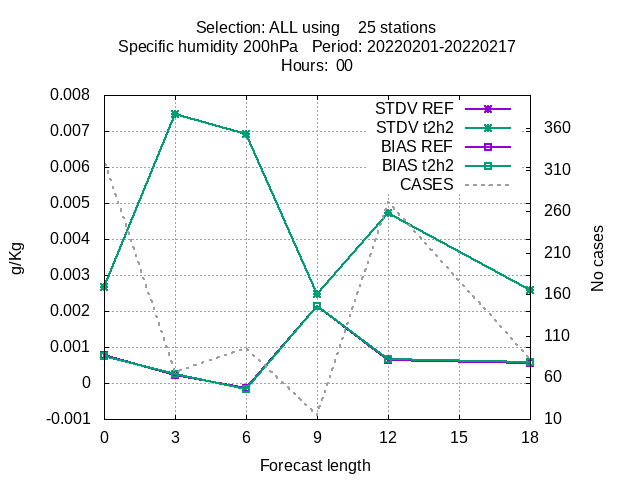 Selection: ALL using    25 stations
Specific humidity 200hPa   Period: 20220201-20220217
Hours:  00
0.008
0.007
0.006
0.005
0.004
0.003
0.002
0.001
0
-0.001
g/Kg
STDV REF
STDV t2h2
BIAS REF
BIAS t2h2
CASES
360
310
260
210
160
110
60
10
No cases
0 3 6 9 12 15 18
Forecast length